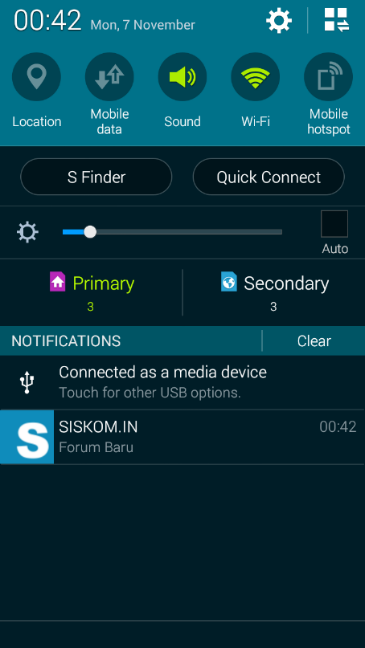 00:42 Mon, 7 November
Location
Mobile data
Sound
Wi-Fi
Mobile hotspot
S Finder
Quick Connect
Auto
Primary
3
Secondary
3
NOTIFICATIONS
Clear
Connected as a media device
Touch for other USB options.
S
SISKOM.IN
00:42
Forum Baru